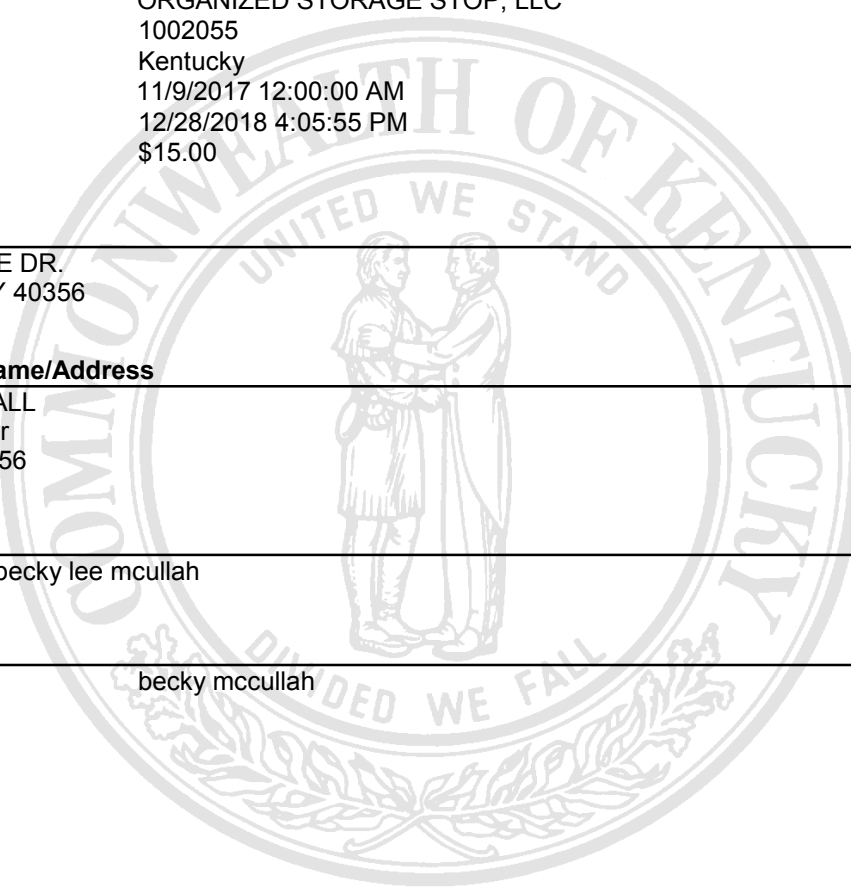 ORGANIZED STORAGE STOP, LLC
1002055
Kentucky
11/9/2017 12:00:00 AM
12/28/2018 4:05:55 PM
$15.00
E DR.
Y 40356
ame/Address
ALL
r
56
becky lee mcullah
becky mccullah
COMMONWEALTH OF KENTUCKY
UNITED WE STAND
DIVIDED WE FALL